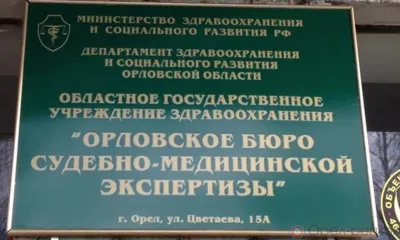 МИНИСТЕРСТВО ЗДРАВООХРАНЕНИЯ
И СОЦИАЛЬНОГО РАЗВИТИЯ РФ
ДЕПАРТАМЕНТ ЗДРАВООХРАНЕНИЯ
И СОЦИАЛЬНОГО РАЗВИТИЯ
ОРЛОВСКОЙ ОБЛАСТИ
ОБЛАСТНОЕ ГОСУДАРСТВЕННОЕ
УЧРЕЖДЕНИЕ ЗДРАВООХРАНЕНИЯ
"ОРЛОВСКОЕ БЮРО
СУДЕБНО-МЕДИЦИНСКОЙ
ЭКСПЕРТИЗЫ"
г. Орел, ул. Цветаева, 15А